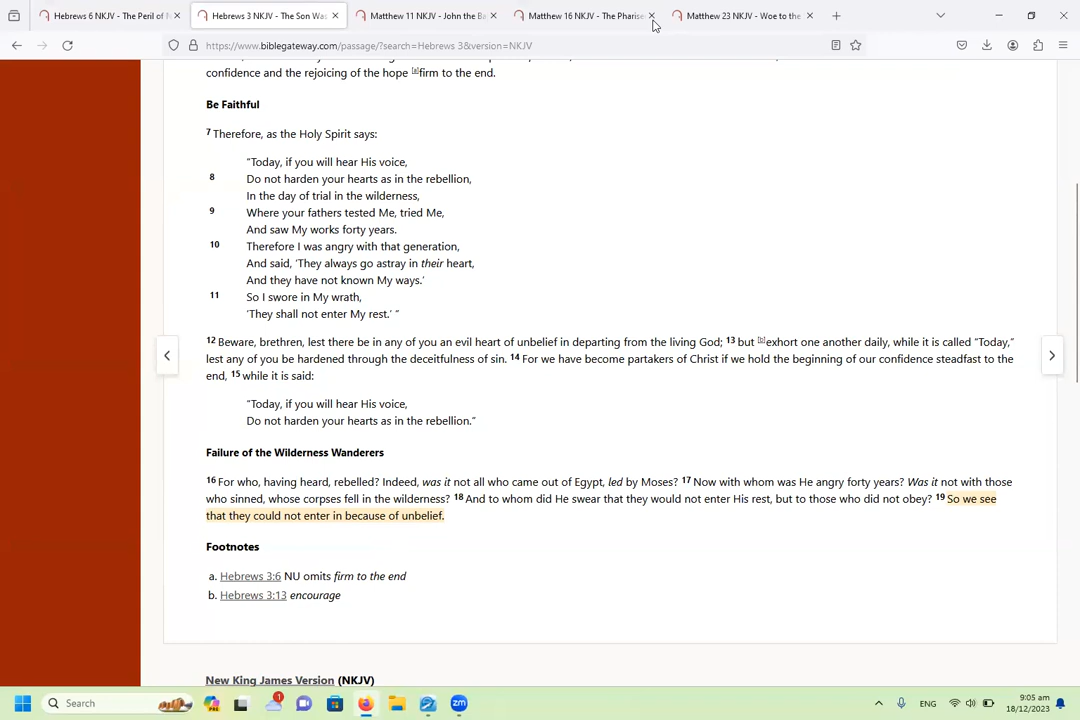 Hebrews 6 NKJV - The Peril of N
Hebrews 3 NKJV - The Son Was
Matthew 11 NKJV - John the Ba
Matthew 16 NKJV - The Pharise
Matthew 23 NKJV - Woe to the
https://www.biblegateway.com/passage/?search=Hebrews 3&version=NKJV
confidence and the rejoicing of the hope [a]firm to the end.
Be Faithful
7 Therefore, as the Holy Spirit says:
"Today, if you will hear His voice,
8 Do not harden your hearts as in the rebellion,
In the day of trial in the wilderness,
9 Where your fathers tested Me, tried Me,
And saw My works forty years.
10 Therefore I was angry with that generation,
And said, 'They always go astray in their heart,
And they have not known My ways.'
11 So I swore in My wrath,
'They shall not enter My rest.' "
12 Beware, brethren, lest there be in any of you an evil heart of unbelief in departing from the living God; 13 but [b]exhort one another daily, while it is called "Today,"
lest any of you be hardened through the deceitfulness of sin. 14 For we have become partakers of Christ if we hold the beginning of our confidence steadfast to the
end, 15 while it is said:
"Today, if you will hear His voice,
Do not harden your hearts as in the rebellion."
Failure of the Wilderness Wanderers
16 For who, having heard, rebelled? Indeed, was it not all who came out of Egypt, led by Moses? 17 Now with whom was He angry forty years? Was it not with those
who sinned, whose corpses fell in the wilderness? 18 And to whom did He swear that they would not enter His rest, but to those who did not obey? 19 So we see
that they could not enter in because of unbelief.
Footnotes
a. Hebrews 3:6 NU omits firm to the end
b. Hebrews 3:13 encourage
New King James Version (NKJV)
Search
PRE
1
zm
ENG
9:05 am
18/12/2023